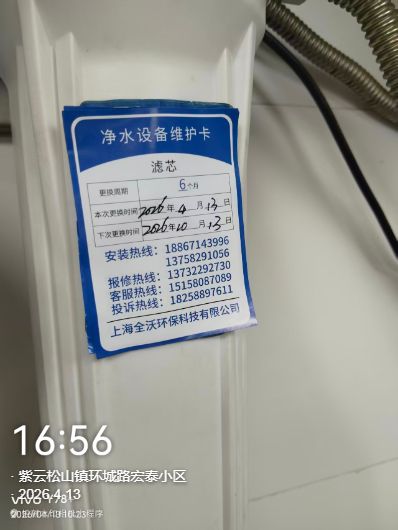 净水设备维护卡
滤芯
更换周期 6个月
本次更换时间 2026年4月13日
下次更换时间 2026年10月13日
安装热线：18867143996
13758291056
报修热线：13732292730
客服热线：15158087089
投诉热线：18258897611
上海全沃环保科技有限公司
16:56
· 紫云松山镇环城路宏泰小区
· 2026.4.13
vivo Y78